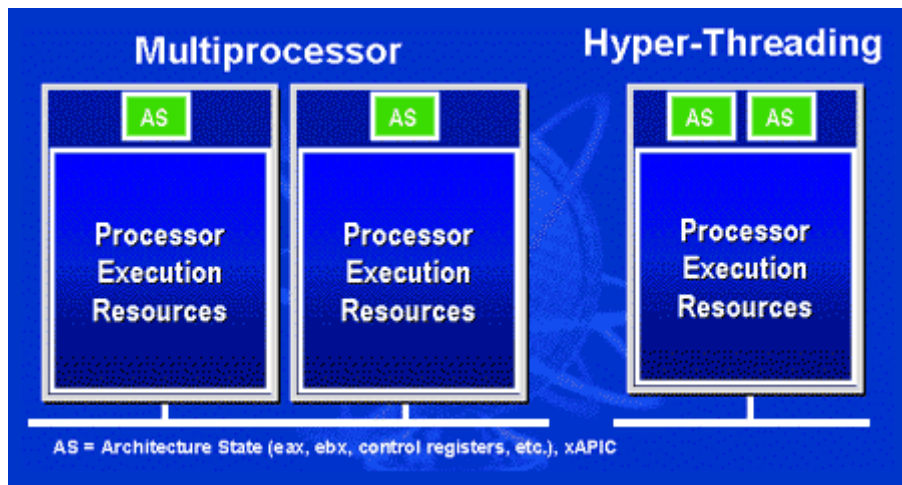 Multiprocessor
Hyper-Threading
AS
AS
AS AS
Processor
Execution
Resources
Processor
Execution
Resources
Processor
Execution
Resources
AS = Architecture State (eax, ebx, control registers, etc.), xAPIC